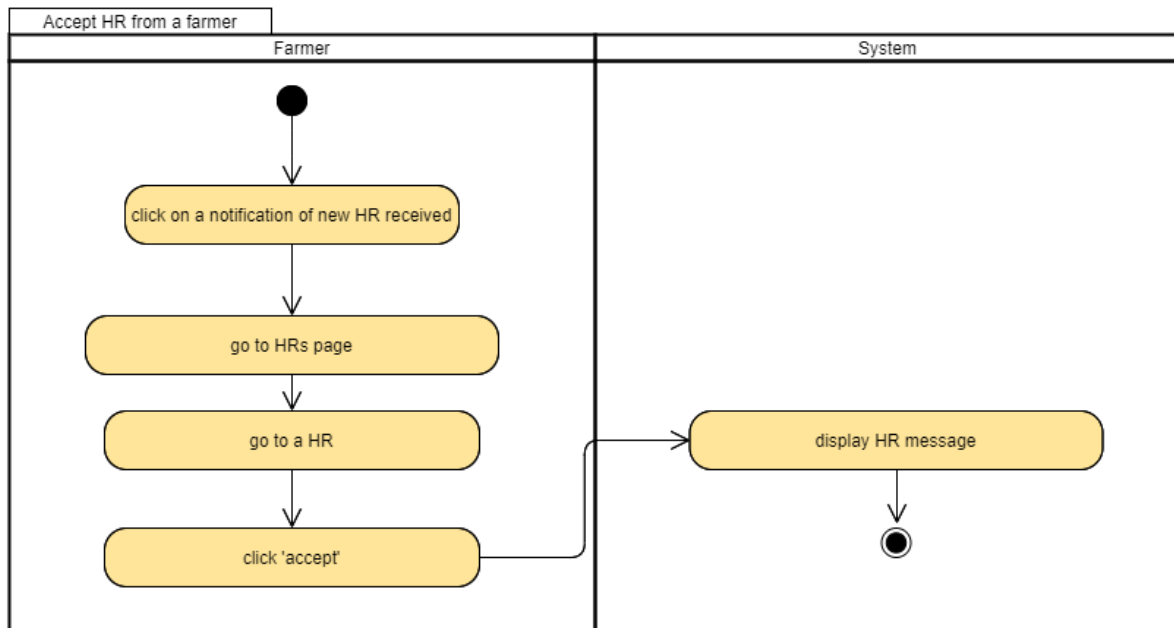 Accept HR from a farmer
Farmer
System
click on a notification of new HR received
go to HRs page
go to a HR
display HR message
click 'accept'